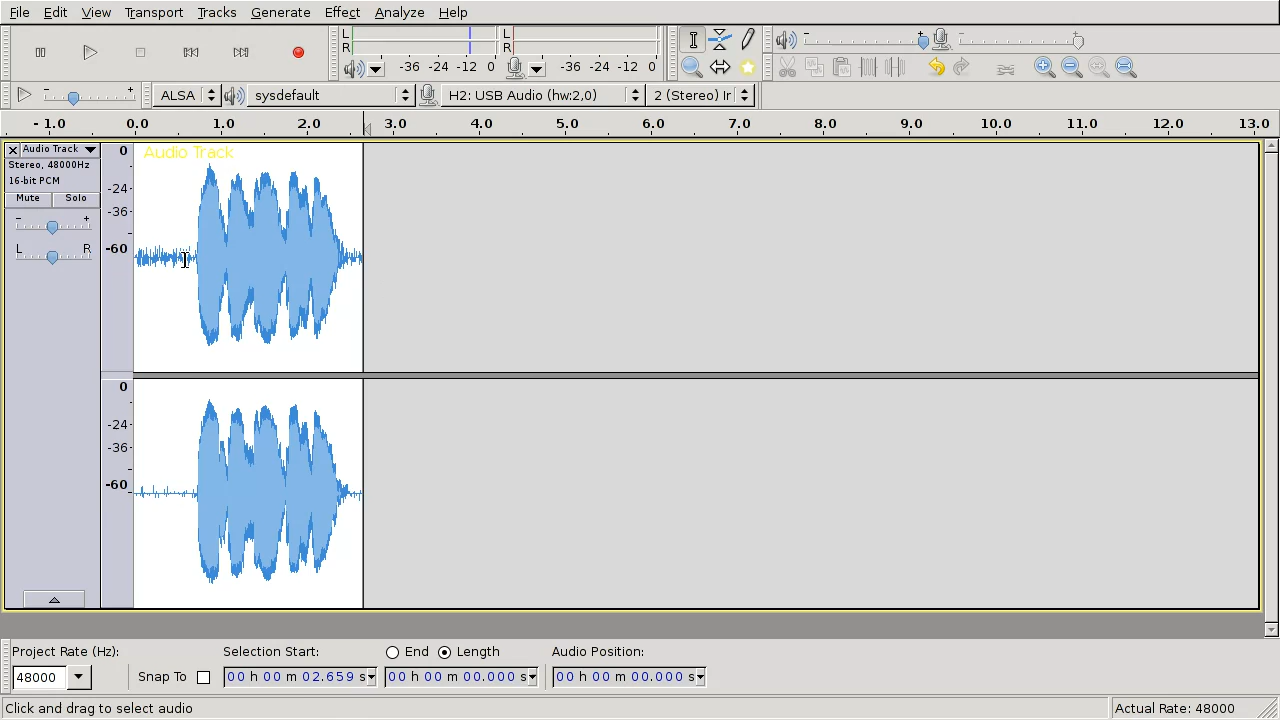 File Edit View Transport Tracks Generate Effect Analyze Help
L
R
-36 -24 -12 0
L
R
-36 -24 -12 0
ALSA sysdefault H2: USB Audio (hw:2,0) 2 (Stereo) Ir
- 1.0 0.0 1.0 2.0 3.0 4.0 5.0 6.0 7.0 8.0 9.0 10.0 11.0 12.0 13.0
Audio Track
Stereo, 48000Hz
16-bit PCM
Mute Solo
- +
L R
Audio Track
0
-24
-36
-60
0
-24
-36
-60
Project Rate (Hz): Selection Start: End Length Audio Position:
48000 Snap To 00 h 00 m 02.659 s 00 h 00 m 00.000 s 00 h 00 m 00.000 s
Click and drag to select audio Actual Rate: 48000